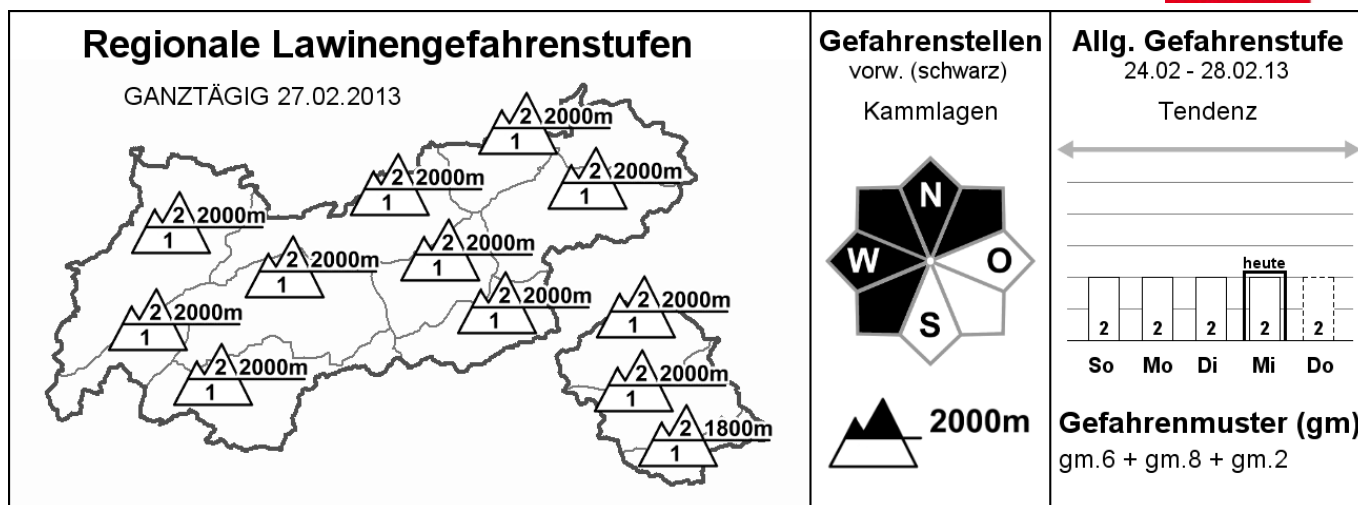 Regionale Lawinengefahrenstufen
GANZTÄGIG 27.02.2013
2 2000m
1
2 2000m
1
2 2000m
1
2 2000m
1
2 2000m
1
2 2000m
1
2 2000m
1
2 2000m
1
2 2000m
1
2 2000m
1
2 2000m
1
2 1800m
1
Gefahrenstellen
vorw. (schwarz)
Kammlagen
N
W
O
S
2000m
Allg. Gefahrenstufe
24.02 - 28.02.13
Tendenz
heute
2 2 2 2 2
So Mo Di Mi Do
Gefahrenmuster (gm)
gm.6 + gm.8 + gm.2